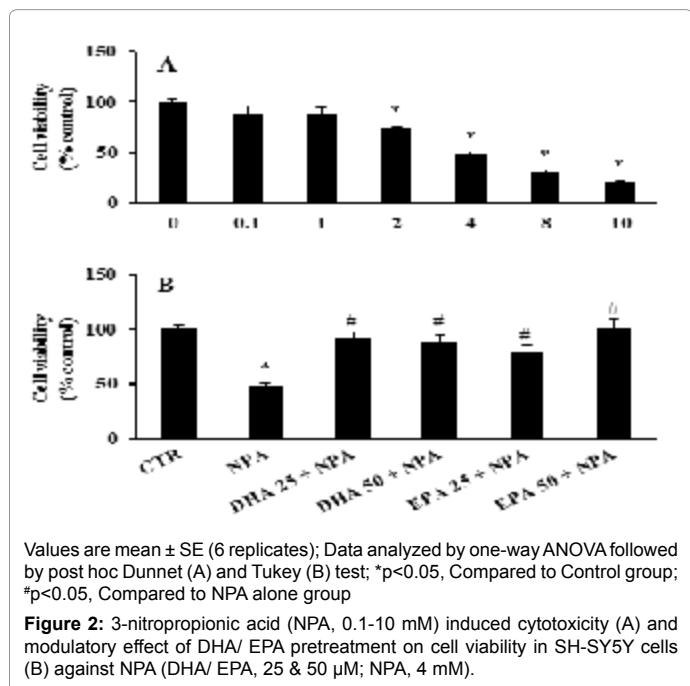 A
150
100
50
0
Cell viability
(% control)
* * * *
0 0.1 1 2 4 8 10
B
150
100
50
0
Cell viability
(% control)
* # # # #
CTR
NPA
DHA 25 + NPA
DHA 50 + NPA
EPA 25 + NPA
EPA 50 + NPA
Values are mean ± SE (6 replicates); Data analyzed by one-way ANOVA followed
by post hoc Dunnet (A) and Tukey (B) test; *p<0.05, Compared to Control group;
#p<0.05, Compared to NPA alone group
Figure 2: 3-nitropropionic acid (NPA, 0.1-10 mM) induced cytotoxicity (A) and
modulatory effect of DHA/ EPA pretreatment on cell viability in SH-SY5Y cells
(B) against NPA (DHA/ EPA, 25 & 50 µM; NPA, 4 mM).